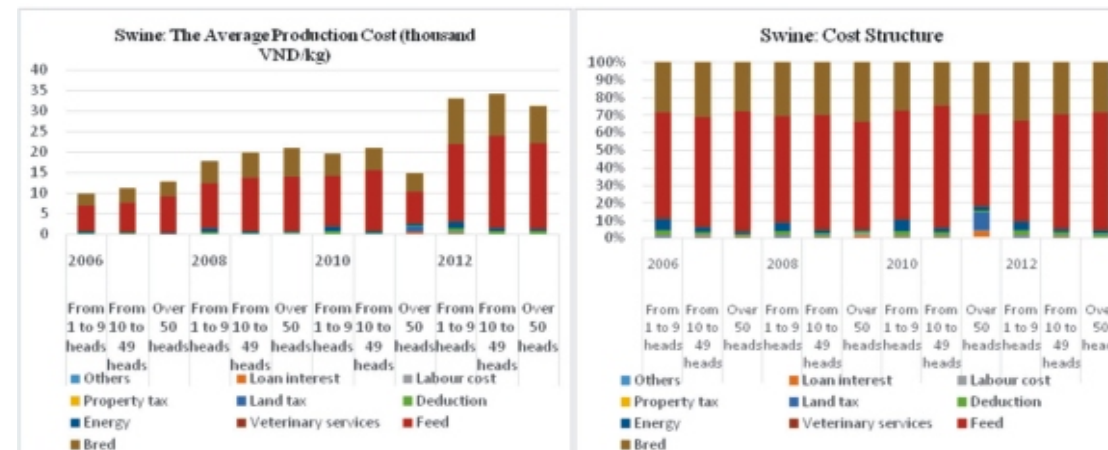 Swine: The Average Production Cost (thousand
VND/kg)
40
35
30
25
20
15
10
5
0
2006 2008 2010 2012
From From Over From From Over From From Over From From Over
1 to 9 10 to 50 1 to 9 10 to 50 1 to 9 10 to 50 1 to 9 10 to 50
heads 49 heads heads 49 heads heads 49 heads heads 49 heads
heads heads heads heads
Others Loan interest Labour cost
Property tax Land tax Deduction
Energy Veterinary services Feed
Bred
Swine: Cost Structure
100%
90%
80%
70%
60%
50%
40%
30%
20%
10%
0%
2006 2008 2010 2012
From From Over From From Over From From Over From From Ove
1 to 9 10 to 50 1 to 9 10 to 50 1 to 9 10 to 50 1 to 9 10 to 50
heads 49 heads heads 49 heads heads 49 heads heads 49 hea
heads heads heads heads
Others Loan interest Labour cost
Property tax Land tax Deduction
Energy Veterinary services Feed
Bred